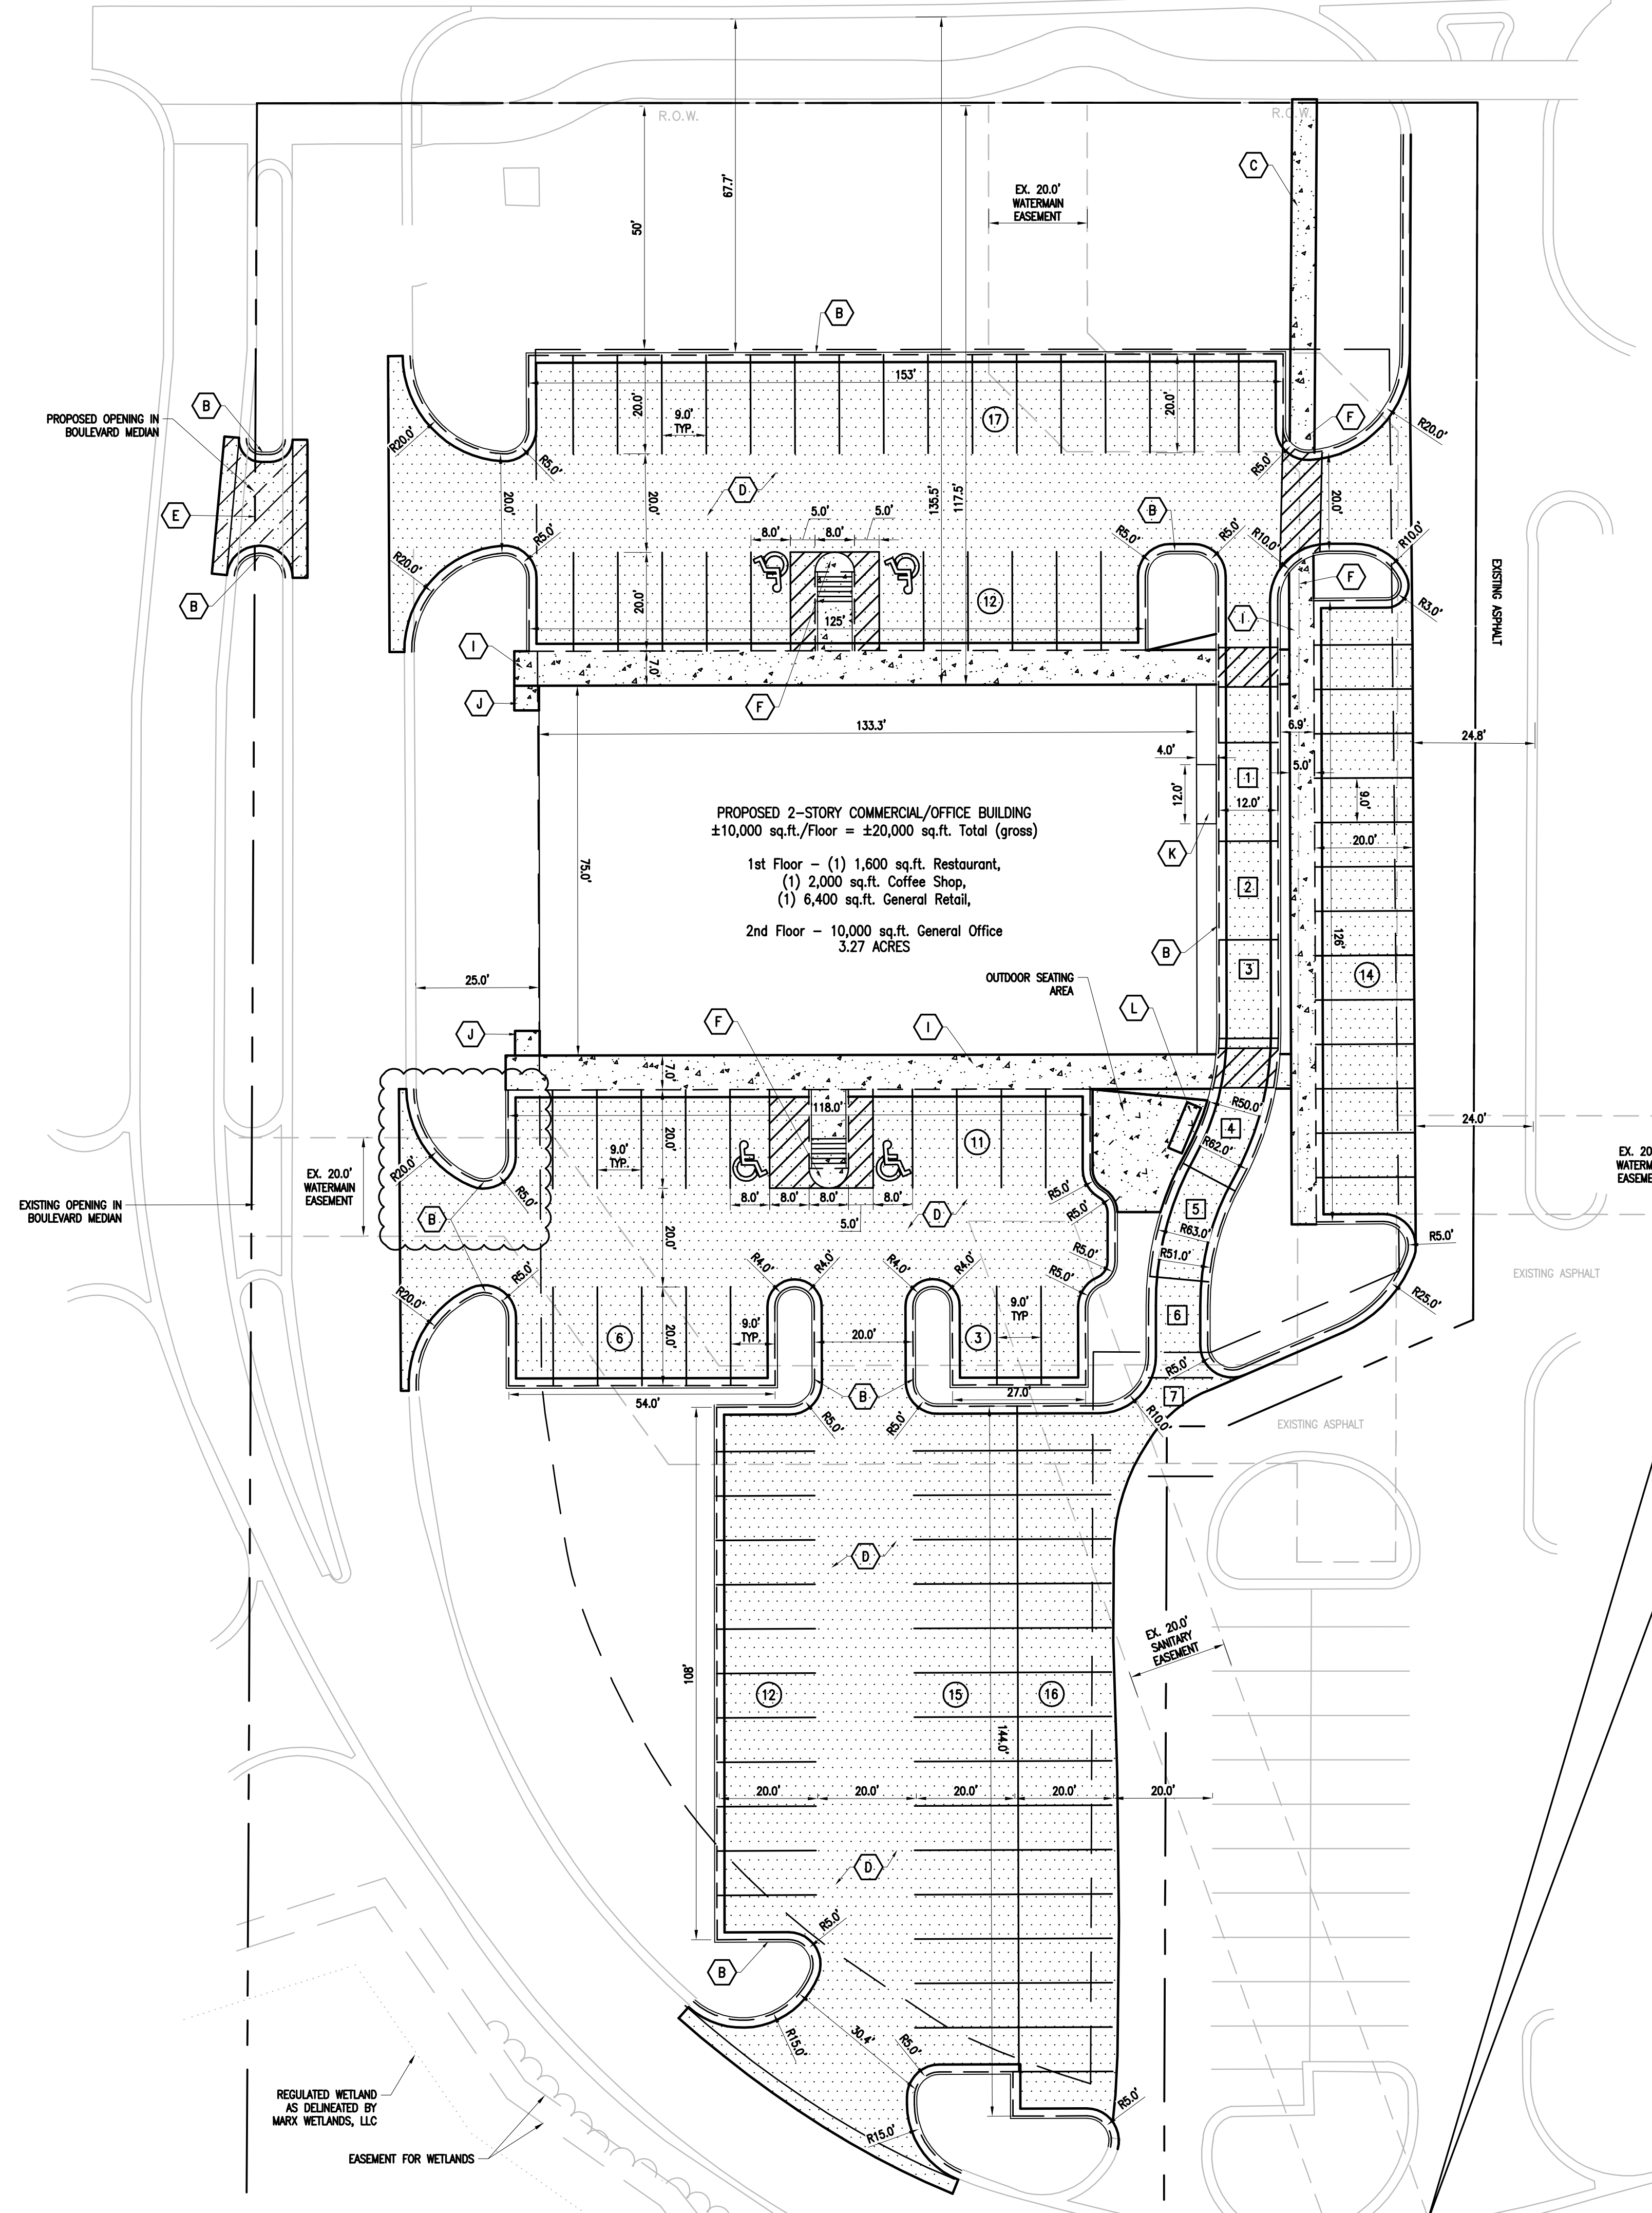 R.O.W.
R.O.W.
C
67.7'
50'
EX. 20.0'
WATERMAIN
EASEMENT
B
153'
B
PROPOSED OPENING IN
BOULEVARD MEDIAN
20.0'
9.0'
TYP.
20.0'
17
F
R20.0'
R20.0'
R5.0'
R5.0'
D
135.5'
117.5'
20.0'
20.0'
20.0'
E
5.0'
5.0'
B
8.0'
8.0'
R5.0'
R5.0'
R10.0'
R10.0'
R5.0'
R20.0'
EXISTING ASPHALT
F
B
20.0'
12
R3.0'
125'
I
I
7.0'
J
F
133.3'
6.9'
24.8'
4.0'
5.0'
1
12.0'
12.0'
9.0'
PROPOSED 2-STORY COMMERCIAL/OFFICE BUILDING
±10,000 sq.ft./Floor = ±20,000 sq.ft. Total (gross)
K
20.0'
1st Floor - (1) 1,600 sq.ft. Restaurant,
(1) 2,000 sq.ft. Coffee Shop,
(1) 6,400 sq.ft. General Retail,
75.0'
2
2nd Floor - 10,000 sq.ft. General Office
3.27 ACRES
126'
B
3
14
25.0'
OUTDOOR SEATING
AREA
L
J
F
I
7.0'
118.0'
R50.0'
24.0'
4
11
20.0'
9.0'
TYP.
R62.0'
R20.0'
EX. 20.0'
WATERMAIN
EASEMENT
EXISTING OPENING IN
BOULEVARD MEDIAN
R5.0'
8.0'
8.0'
8.0'
8.0'
R5.0'
R5.0'
5
B
5.0'
D
R63.0'
R5.0'
20.0'
R5.0'
R51.0'
R5.0'
EXISTING ASPHALT
R5.0'
R4.0'
R4.0'
R4.0'
R4.0'
R5.0'
R20.0'
R25.0'
9.0'
TYP
6
9.0'
TYP.
20.0'
6
20.0'
3
R5.0'
54.0'
B
27.0'
7
R5.0'
R5.0'
R10.0'
EXISTING ASPHALT
D
EX. 20.0'
SANITARY
EASEMENT
108'
12
15
16
144.0'
20.0'
20.0'
20.0'
20.0'
20.0'
D
R5.0'
B
R15.0'
30.4'
R5.0'
R5.0'
R15.0'
REGULATED WETLAND
AS DELINEATED BY
MARX WETLANDS, LLC
EASEMENT FOR WETLANDS